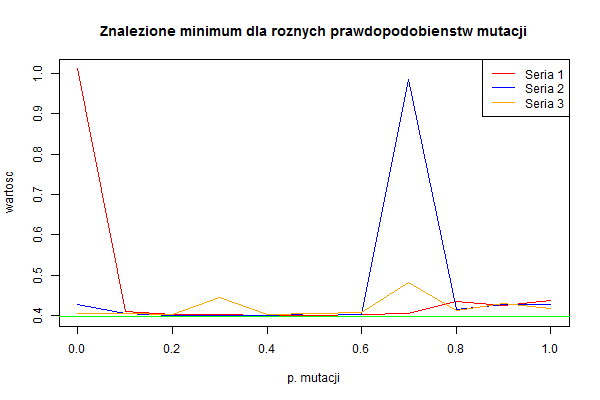 Znalezione minimum dla roznych prawdopodobienstw mutacji
Seria 1
Seria 2
Seria 3
wartosc
1.0
0.9
0.8
0.7
0.6
0.5
0.4
0.0 0.2 0.4 0.6 0.8 1.0
p. mutacji